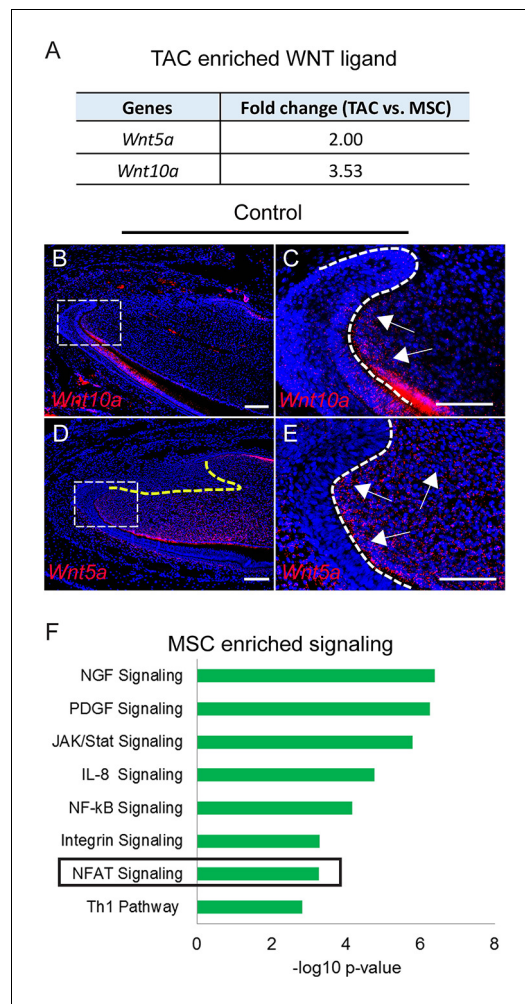 A
TAC enriched WNT ligand
Genes Fold change (TAC vs. MSC)
Wnt5a 2.00
Wnt10a 3.53
Control
B
Wnt10a
C
Wnt10a
D
Wnt5a
E
Wnt5a
F
MSC enriched signaling
NGF Signaling
PDGF Signaling
JAK/Stat Signaling
IL-8 Signaling
NF-kB Signaling
Integrin Signaling
NFAT Signaling
Th1 Pathway
0 2 4 6 8
-log10 p-value